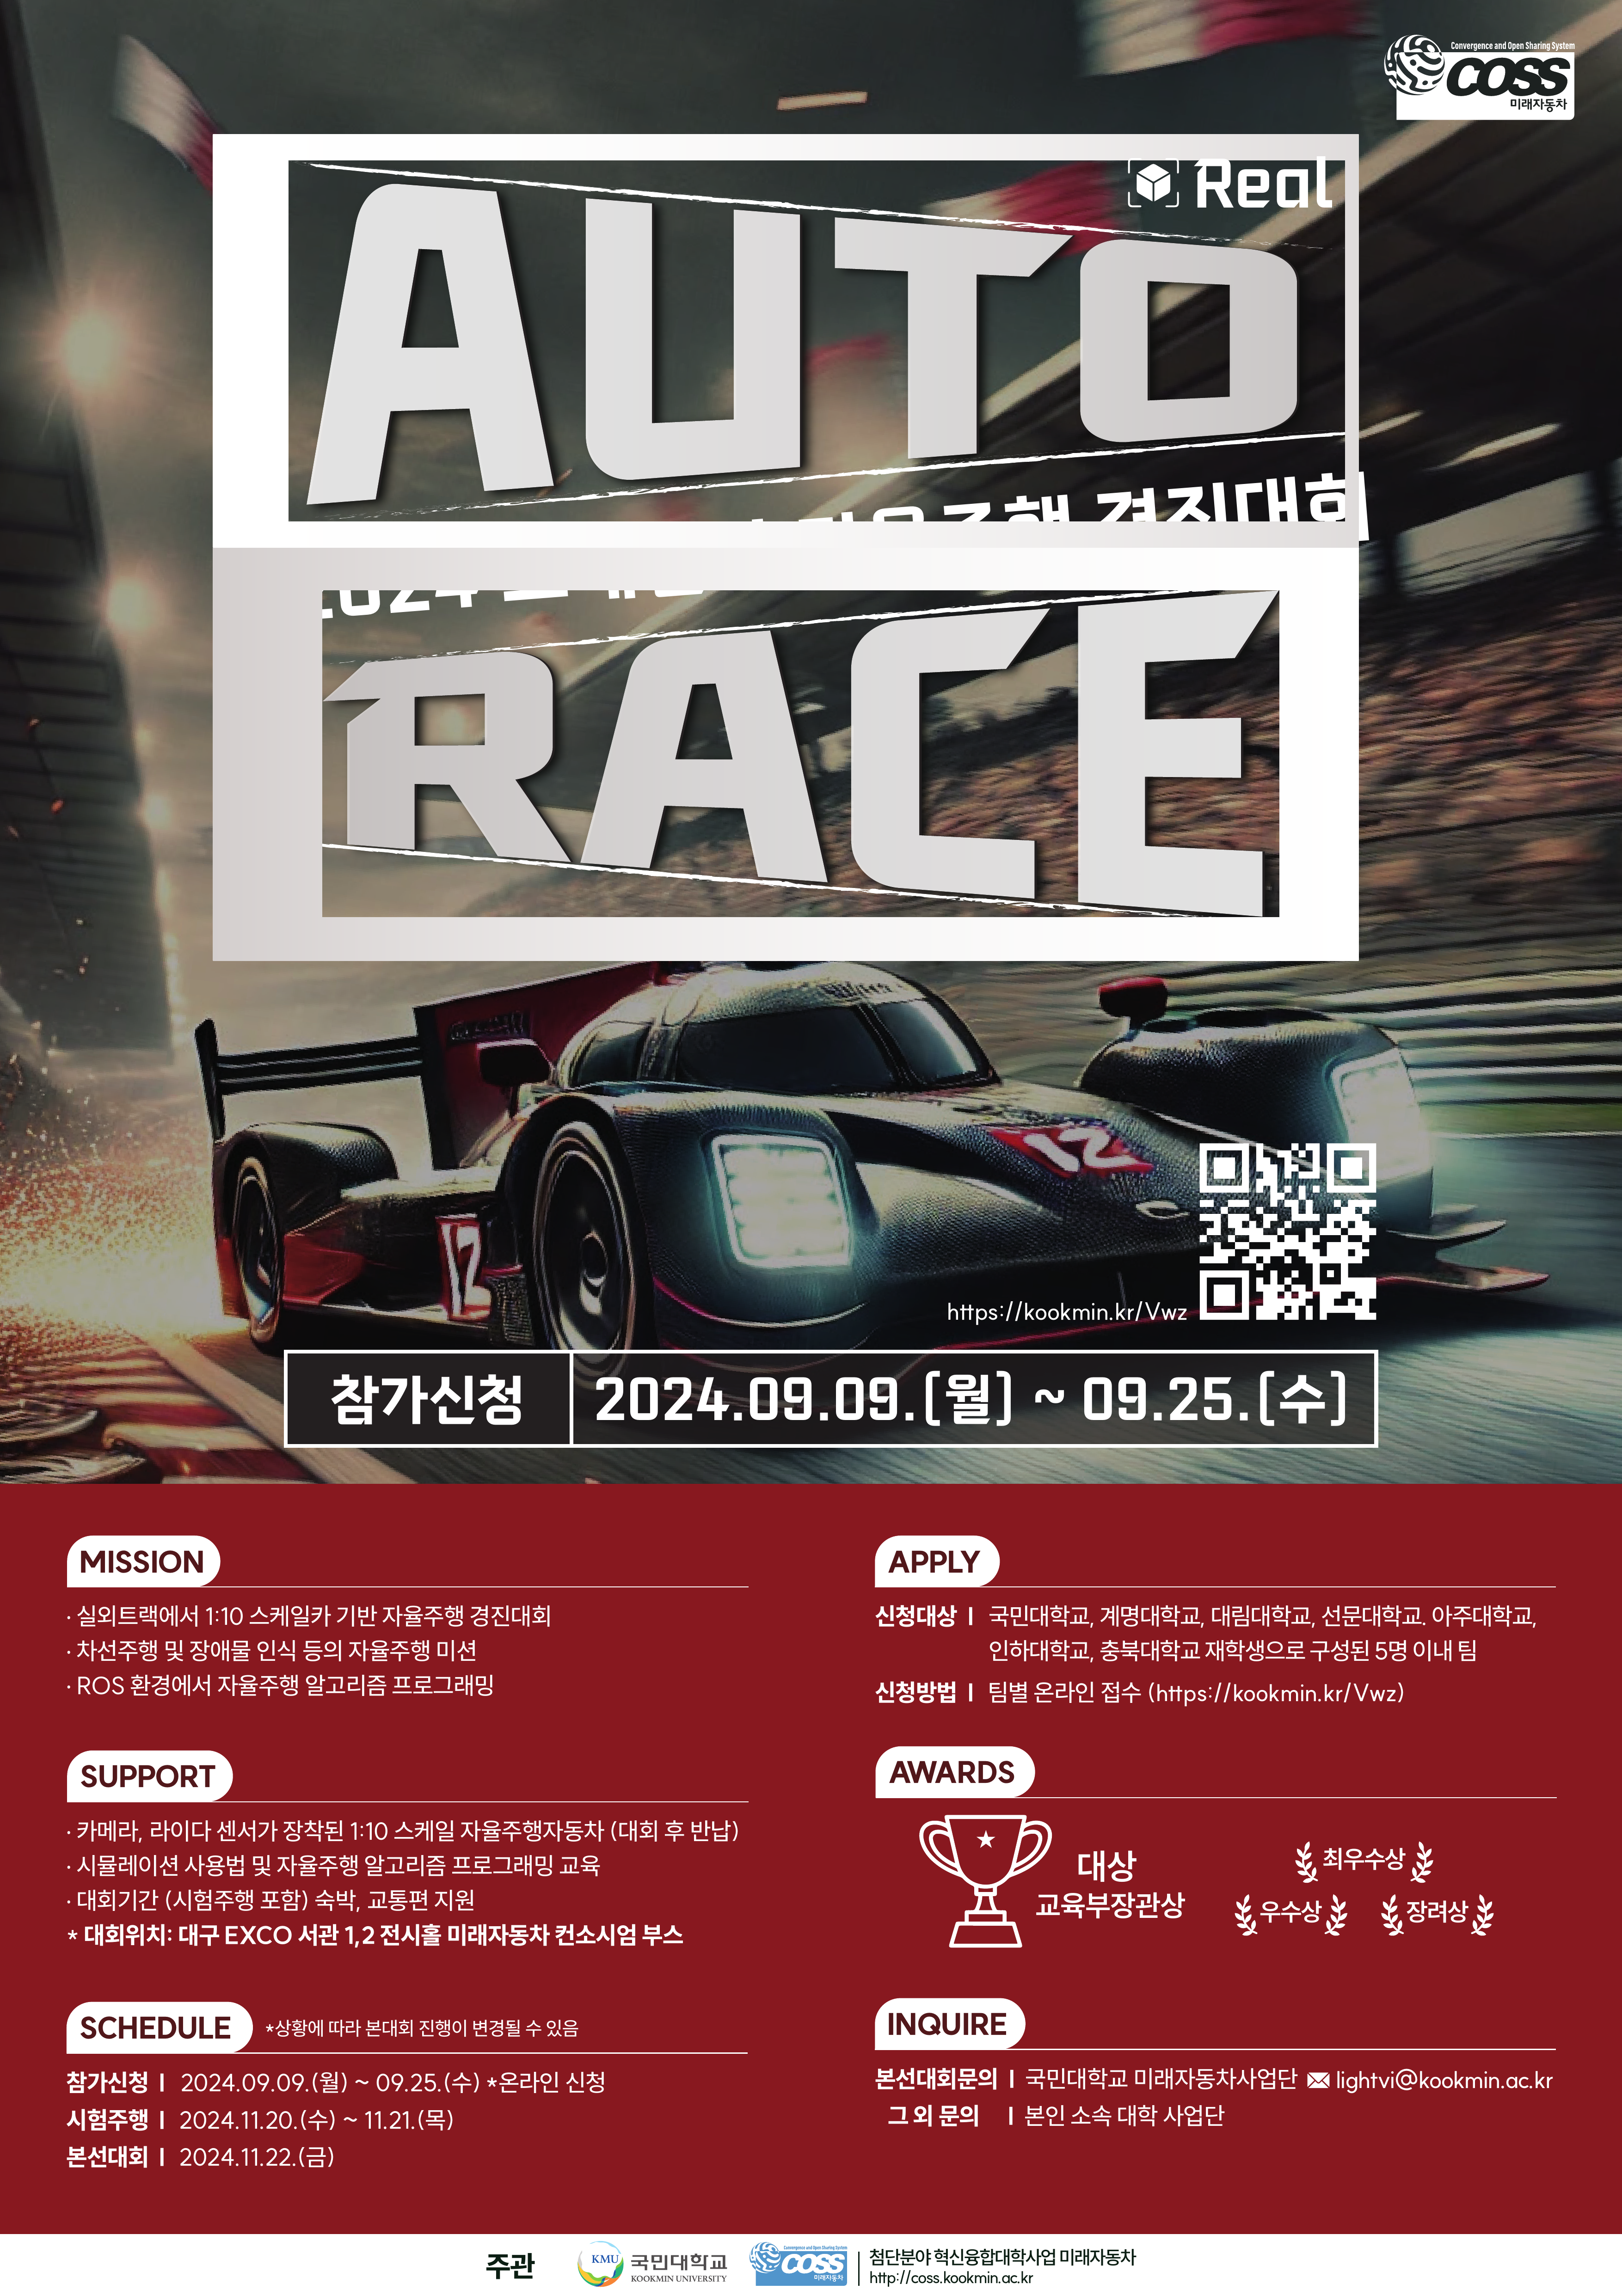 Convergence and Open Sharing System
COSS
미래자동차
Real
AUTO
경진대회
2024
RACE
12
12
https://kookmin.kr/Vwz
참가신청 2024.09.09.(월) ~ 09.25.(수)
MISSION
· 실외트랙에서 1:10 스케일카 기반 자율주행 경진대회
· 차선주행 및 장애물 인식 등의 자율주행 미션
· ROS 환경에서 자율주행 알고리즘 프로그래밍
SUPPORT
· 카메라, 라이다 센서가 장착된 1:10 스케일 자율주행자동차 (대회 후 반납)
· 시뮬레이션 사용법 및 자율주행 알고리즘 프로그래밍 교육
· 대회기간 (시험주행 포함) 숙박, 교통편 지원
* 대회위치: 대구 EXCO 서관 1,2 전시홀 미래자동차 컨소시엄 부스
SCHEDULE *상황에 따라 본대회 진행이 변경될 수 있음
참가신청 I 2024.09.09.(월) ~ 09.25.(수) *온라인 신청
시험주행 I 2024.11.20.(수) ~ 11.21.(목)
본선대회 I 2024.11.22.(금)
APPLY
신청대상 I 국민대학교, 계명대학교, 대림대학교, 선문대학교. 아주대학교,
인하대학교, 충북대학교 재학생으로 구성된 5명 이내 팀
신청방법 I 팀별 온라인 접수 (https://kookmin.kr/Vwz)
AWARDS
대상
교육부장관상
최우수상
우수상 장려상
INQUIRE
본선대회문의 I 국민대학교 미래자동차사업단 lightvi@kookmin.ac.kr
그 외 문의 I 본인 소속 대학 사업단
주관
KMU
국민대학교
KOOKMIN UNIVERSITY
Convergence and Open Sharing System
COSS
미래자동차
첨단분야 혁신융합대학사업 미래자동차
http://coss.kookmin.ac.kr